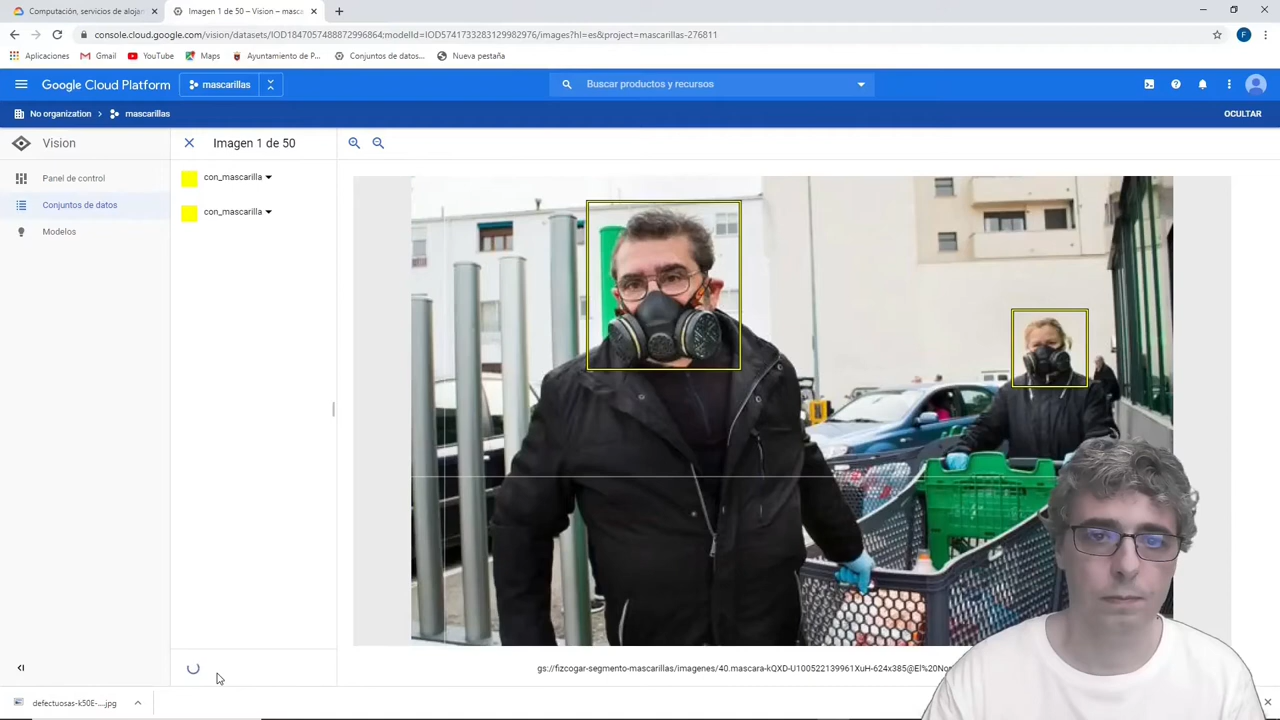 Computación, servicios de alojam
Imagen 1 de 50 – Vision – masca
console.cloud.google.com/vision/datasets/IOD1847057488872996864;modelId=IOD5741733283129982976/images?hl=es&project=mascarillas-276811
F
Aplicaciones
Gmail
YouTube
Maps
Ayuntamiento de P...
Conjuntos de datos...
Nueva pestaña
Google Cloud Platform
mascarillas
Buscar productos y recursos
No organization
mascarillas
OCULTAR
Vision
Imagen 1 de 50
Panel de control
con_mascarilla
Conjuntos de datos
con_mascarilla
Modelos
gs://fizcogar-segmento-mascarillas/imagenes/40.mascara-kQXD-U100522139961XuH-624x385@El%20Nor
defectuosas-k50E-....jpg